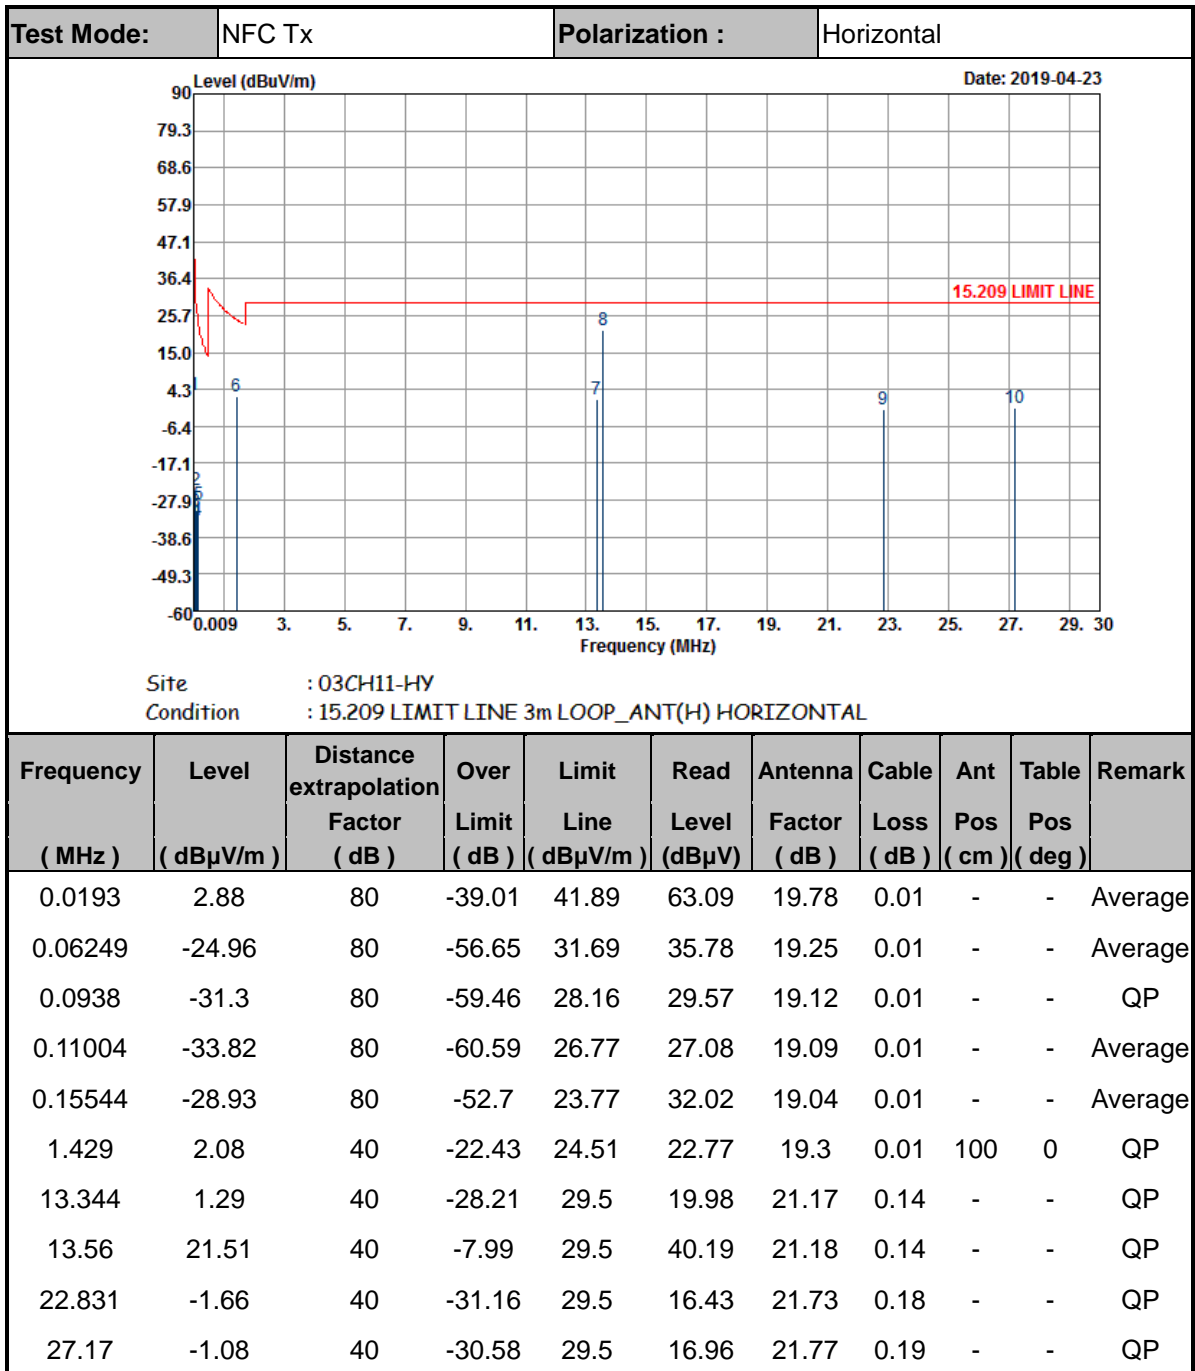 Test Mode: NFC Tx Polarization : Horizontal
Level (dBuV/m) Date: 2019-04-23
90
79.3
68.6
57.9
47.1
36.4
15.209 LIMIT LINE
25.7
8
15.0
4.3 1 6 7 9 10
-6.4
-17.1
2
-27.9
-38.6
-49.3
-60
0.009 3. 5. 7. 9. 11. 13. 15. 17. 19. 21. 23. 25. 27. 29. 30
Frequency (MHz)
Site : 03CH11-HY
Condition : 15.209 LIMIT LINE 3m LOOP_ANT(H) HORIZONTAL
Frequency Level Distance extrapolation Over Limit Read Antenna Cable Ant Table Remark
Factor Limit Line Level Factor Loss Pos Pos
( MHz ) ( dBµV/m ) ( dB ) ( dB ) ( dBµV/m ) (dBµV) ( dB ) ( dB ) ( cm ) ( deg )
0.0193 2.88 80 -39.01 41.89 63.09 19.78 0.01 - - Average
0.06249 -24.96 80 -56.65 31.69 35.78 19.25 0.01 - - Average
0.0938 -31.3 80 -59.46 28.16 29.57 19.12 0.01 - - QP
0.11004 -33.82 80 -60.59 26.77 27.08 19.09 0.01 - - Average
0.15544 -28.93 80 -52.7 23.77 32.02 19.04 0.01 - - Average
1.429 2.08 40 -22.43 24.51 22.77 19.3 0.01 100 0 QP
13.344 1.29 40 -28.21 29.5 19.98 21.17 0.14 - - QP
13.56 21.51 40 -7.99 29.5 40.19 21.18 0.14 - - QP
22.831 -1.66 40 -31.16 29.5 16.43 21.73 0.18 - - QP
27.17 -1.08 40 -30.58 29.5 16.96 21.77 0.19 - - QP